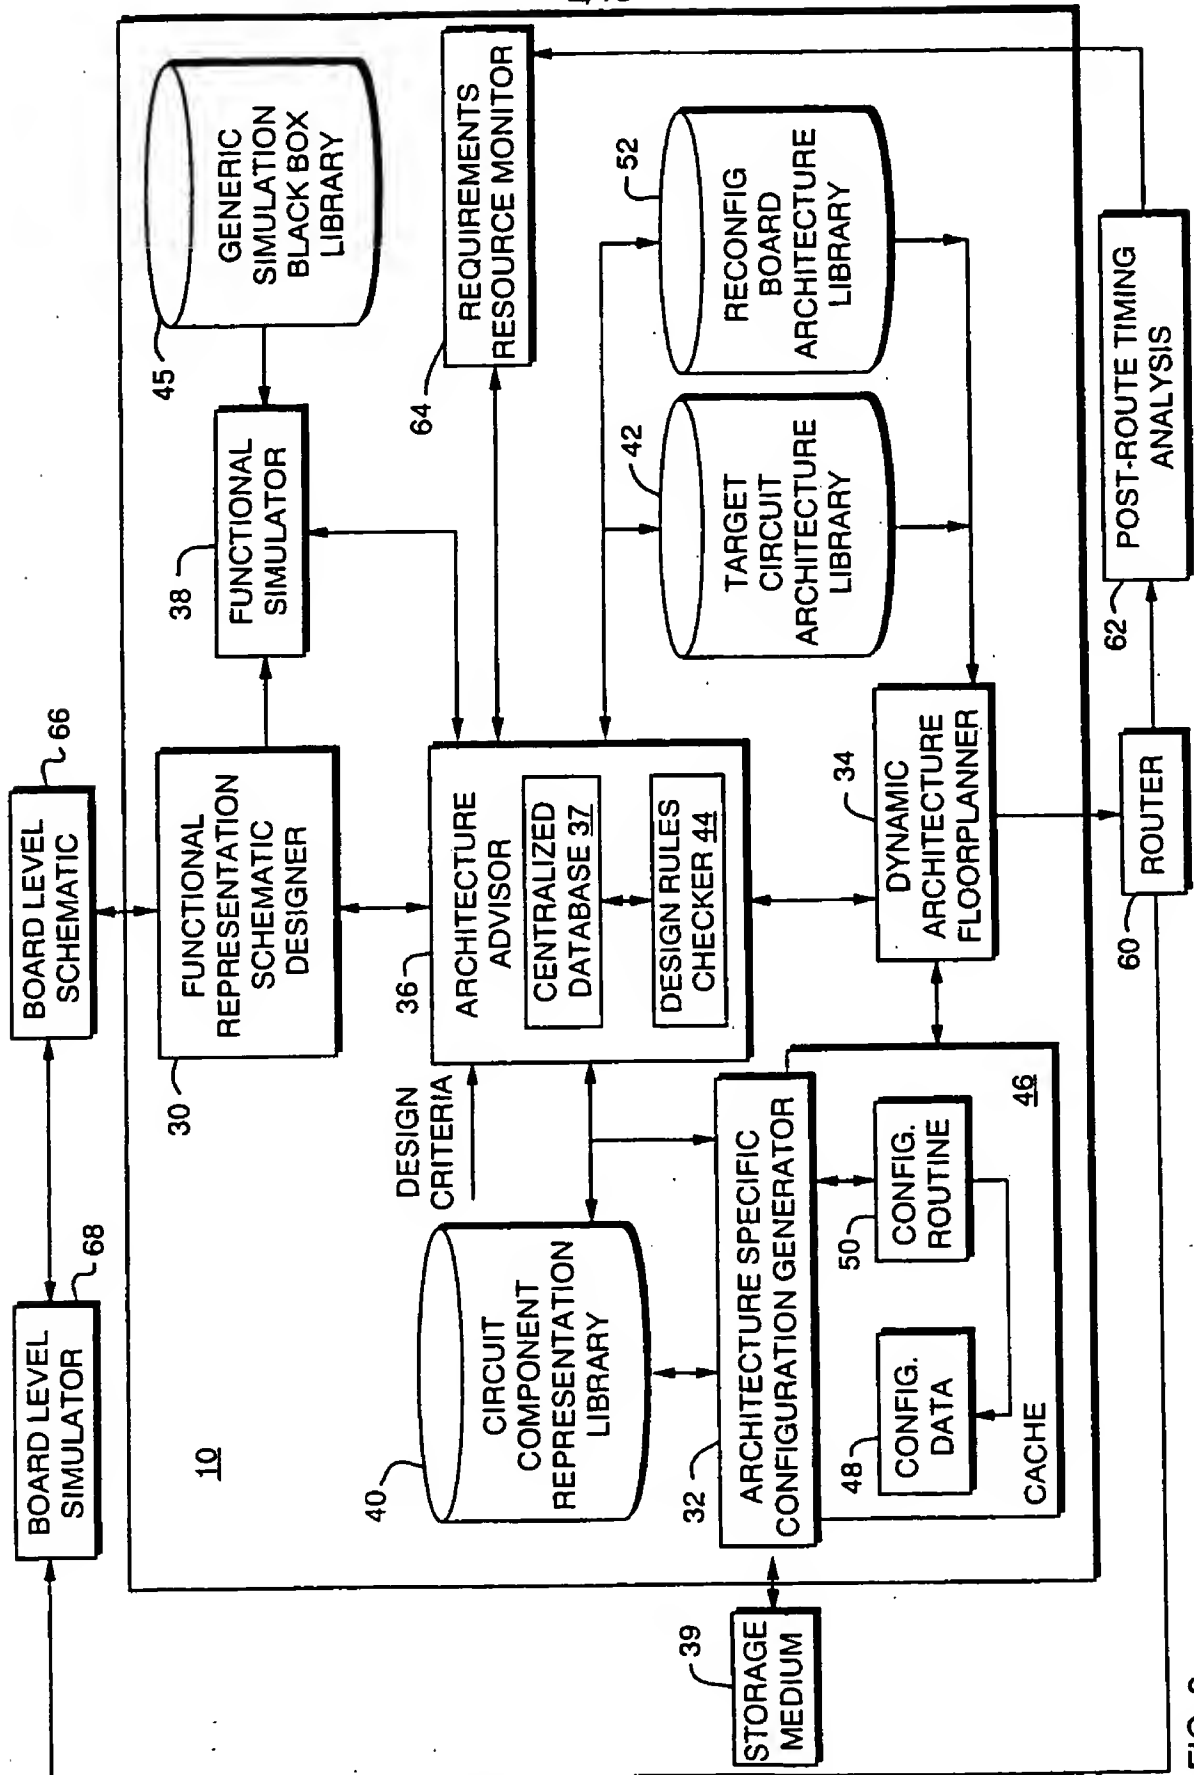 BOARD LEVEL
SIMULATOR
68
BOARD LEVEL
SCHEMATIC
66
10
FUNCTIONAL
REPRESENTATION
SCHEMATIC
DESIGNER
30
FUNCTIONAL
SIMULATOR
38
GENERIC
SIMULATION
BLACK BOX
LIBRARY
45
DESIGN
CRITERIA
ARCHITECTURE
ADVISOR
36
CENTRALIZED
DATABASE 37
DESIGN RULES
CHECKER 44
REQUIREMENTS
RESOURCE MONITOR
64
CIRCUIT
COMPONENT
REPRESENTATION
LIBRARY
40
TARGET
CIRCUIT
ARCHITECTURE
LIBRARY
42
RECONFIG
BOARD
ARCHITECTURE
LIBRARY
52
STORAGE
MEDIUM
39
ARCHITECTURE SPECIFIC
CONFIGURATION GENERATOR
32
CONFIG.
DATA
48
CONFIG.
ROUTINE
50
CACHE
46
DYNAMIC
ARCHITECTURE
FLOORPLANNER
34
ROUTER
60
POST-ROUTE TIMING
ANALYSIS
62